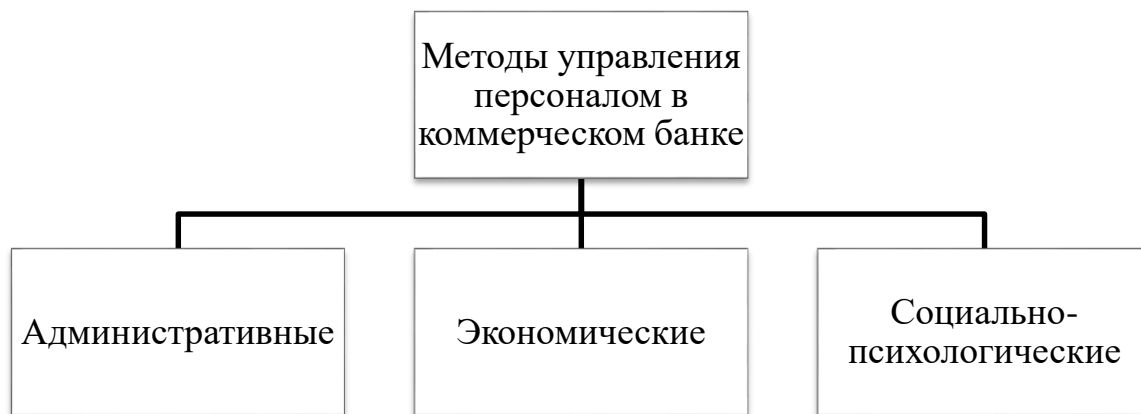 Методы управления
персоналом в
коммерческом банке
Административные
Экономические
Социально-
психологические